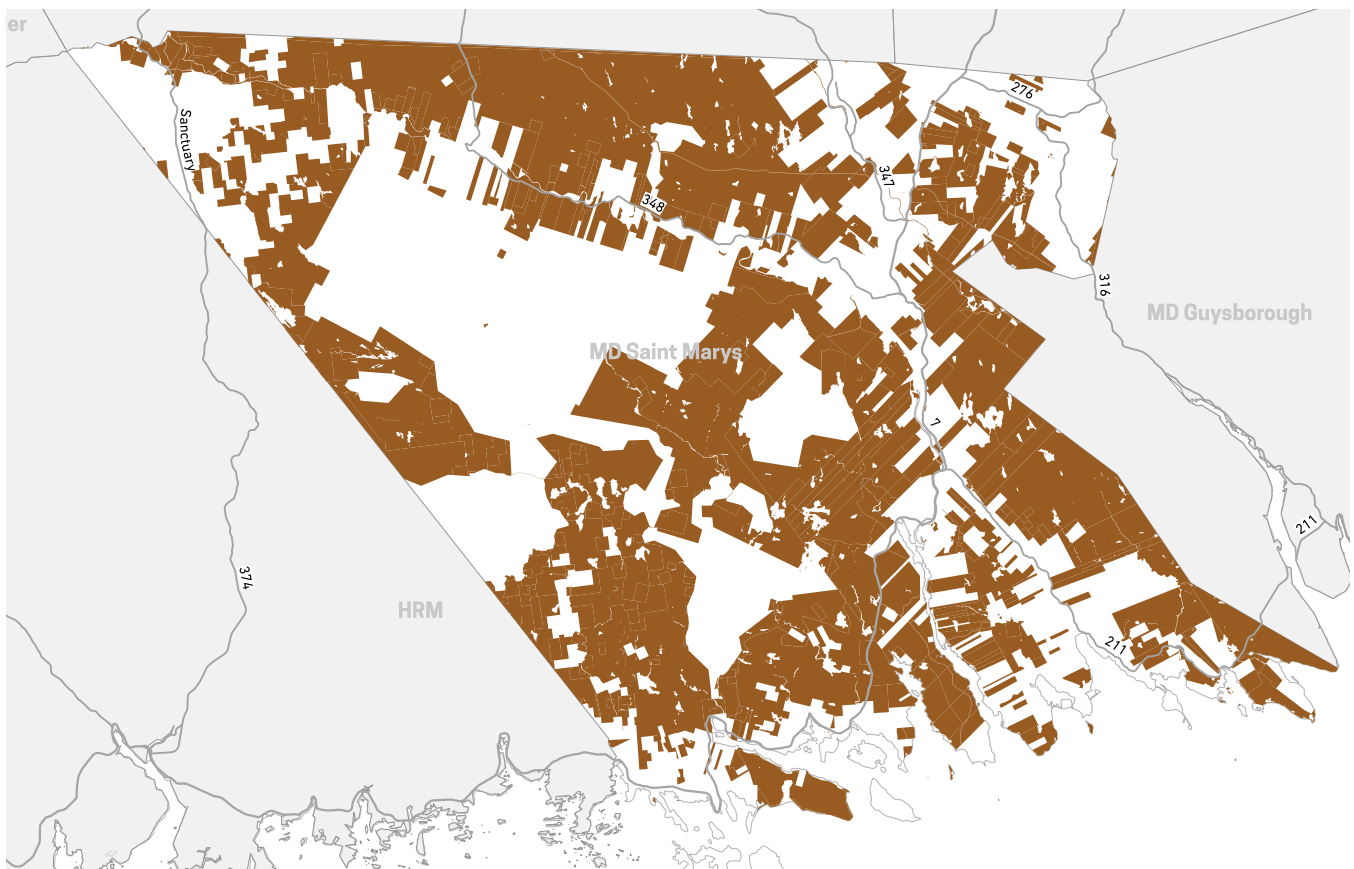 er
276
Sanctuary
347
348
316
MD Guysborough
MD Saint Marys
7
211
374
HRM
211